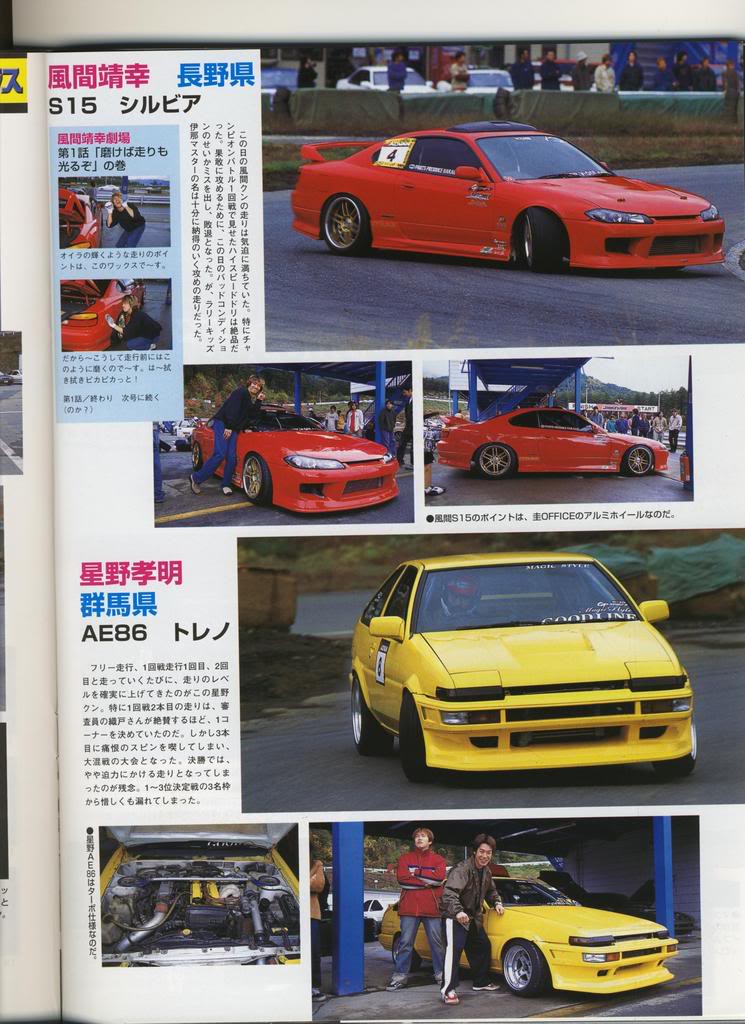 ス
風間靖幸　長野県
S15　シルビア
この日の風間クンの走りは気迫に満ちていた。特にチャ
ンピオンバトル1回戦で見せたハイスピードドリは絶品だ
った。果敢に攻めるために、この日のバッドコンディショ
ンのせいかミスを出し、敗退となった。が、ラリーキッズ
伊那マスターの名は十分に納得のいく攻めの走りだった。
風間靖幸劇場
第1話「磨けば走りも
光るぞ」の巻
オイラの輝くような走りのポイ
ントは、このワックスで〜す。
だから〜こうして走行前にはこ
のように磨くので〜す。は〜拭
き拭きピカピカっと！
第1話／終わり　次号に続く
（のか？）
4
●風間S15のポイントは、圭OFFICEのアルミホイールなのだ。
START
星野孝明
群馬県
AE86　トレノ
フリー走行、1回戦走行1回目、2回
目と走っていくたびに、走りのレベ
ルを確実に上げてきたのがこの星野
クン。特に1回戦2本目の走りは、審
査員の織戸さんが絶賛するほど、1コ
ーナーを決めていたのだ。しかし3本
目に痛恨のスピンを喫してしまい、
大混戦の大会となった。決勝では、
やや迫力にかける走りとなってしま
ったのが残念。1〜3位決定戦の3名枠
から惜しくも漏れてしまった。
MAGIC STYLE
Magic Style
GOODLINE
●星野AE86はターボ仕様なのだ。